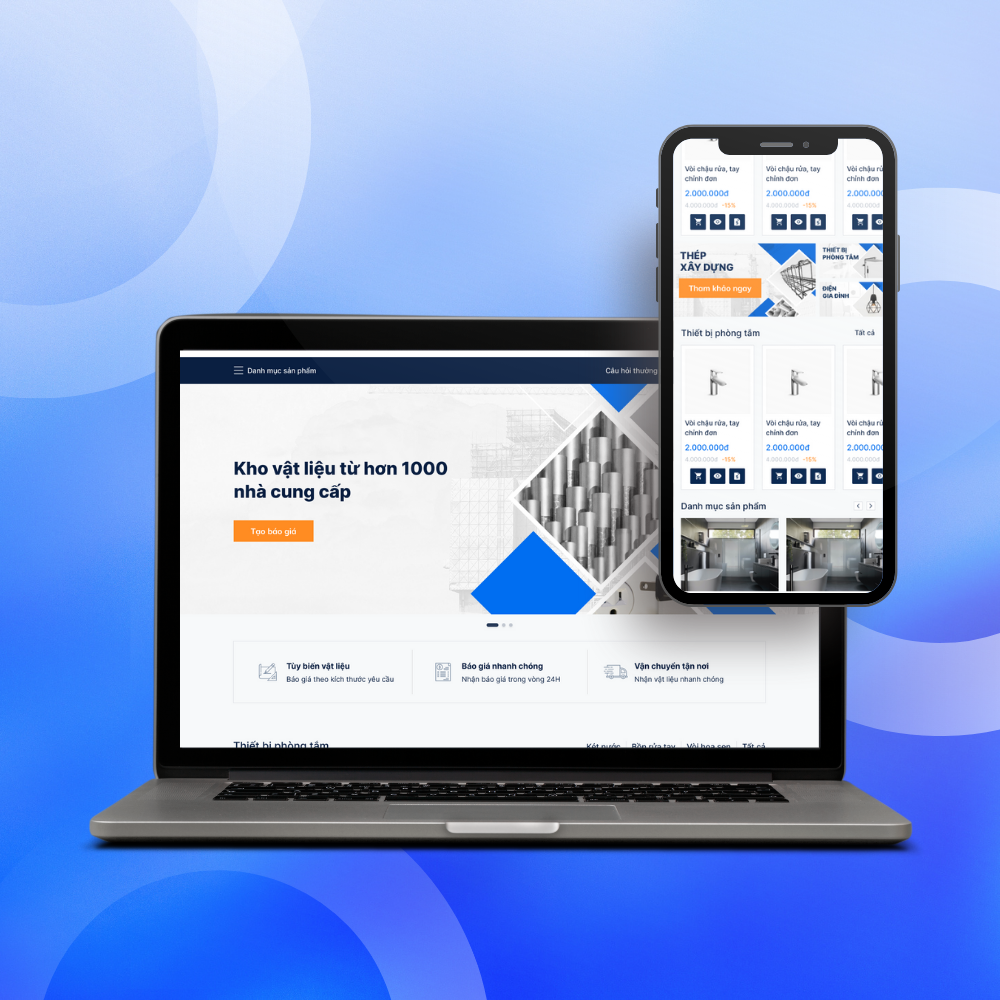 Danh mục sản phẩm
Câu hỏi thường
Kho vật liệu từ hơn 1000
nhà cung cấp
Tạo báo giá
Tùy biến vật liệu
Báo giá theo kích thước yêu cầu
Báo giá nhanh chóng
Nhận báo giá trong vòng 24H
Vận chuyển tận nơi
Nhận vật liệu nhanh chóng
Thiết bị phòng tắm
Két nước
Bồn rửa tay
Vòi hoa sen
Tất cả
Vòi chậu rửa, tay
chỉnh đơn
2.000.000đ
4.000.000đ -15%
Vòi chậu rửa, tay
chỉnh đơn
2.000.000đ
4.000.000đ -15%
Vòi chậu rử
chỉnh đơn
2.000.000đ
4.000.000đ
THÉP
XÂY DỰNG
Tham khảo ngay
THIẾT BỊ
PHÒNG TẮM
ĐIỆN
GIA ĐÌNH
Thiết bị phòng tắm
Tất cả
Vòi chậu rửa, tay
chỉnh đơn
2.000.000đ
4.000.000đ -15%
Vòi chậu rửa, tay
chỉnh đơn
2.000.000đ
4.000.000đ -15%
Vòi chậu rử
chỉnh đơn
2.000.000đ
4.000.000đ
Danh mục sản phẩm